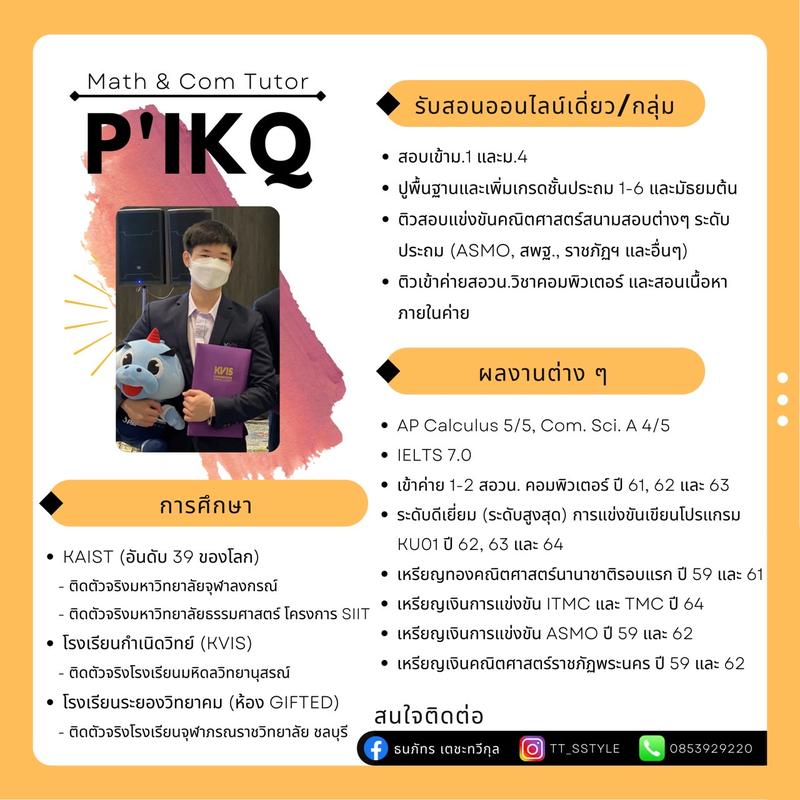 Math & Com Tutor
P'IKQ
KVIS
การศึกษา
KAIST (อันดับ 39 ของโลก)
- ติดตัวจริงมหาวิทยาลัยจุฬาลงกรณ์
- ติดตัวจริงมหาวิทยาลัยธรรมศาสตร์ โครงการ SIIT
โรงเรียนกำเนิดวิทย์ (KVIS)
- ติดตัวจริงโรงเรียนมหิดลวิทยานุสรณ์
โรงเรียนระยองวิทยาคม (ห้อง GIFTED)
- ติดตัวจริงโรงเรียนจุฬาภรณราชวิทยาลัย ชลบุรี
รับสอนออนไลน์เดี่ยว/กลุ่ม
สอบเข้าม.1 และม.4
ปูพื้นฐานและเพิ่มเกรดชั้นประถม 1-6 และมัธยมต้น
ติวสอบแข่งขันคณิตศาสตร์สนามสอบต่างๆ ระดับ
ประถม (ASMO, สพฐ., ราชภัฏฯ และอื่นๆ)
ติวเข้าค่ายสอวน.วิชาคอมพิวเตอร์ และสอนเนื้อหา
ภายในค่าย
ผลงานต่าง ๆ
AP Calculus 5/5, Com. Sci. A 4/5
IELTS 7.0
เข้าค่าย 1-2 สอวน. คอมพิวเตอร์ ปี 61, 62 และ 63
ระดับดีเยี่ยม (ระดับสูงสุด) การแข่งขันเขียนโปรแกรม
KU01 ปี 62, 63 และ 64
เหรียญทองคณิตศาสตร์นานาชาติรอบแรก ปี 59 และ 61
เหรียญเงินการแข่งขัน ITMC และ TMC ปี 64
เหรียญเงินการแข่งขัน ASMO ปี 59 และ 62
เหรียญเงินคณิตศาสตร์ราชภัฏพระนคร ปี 59 และ 62
สนใจติดต่อ
ธนภัทร เตชะทวีกุล
TT_SSTYLE
0853929220